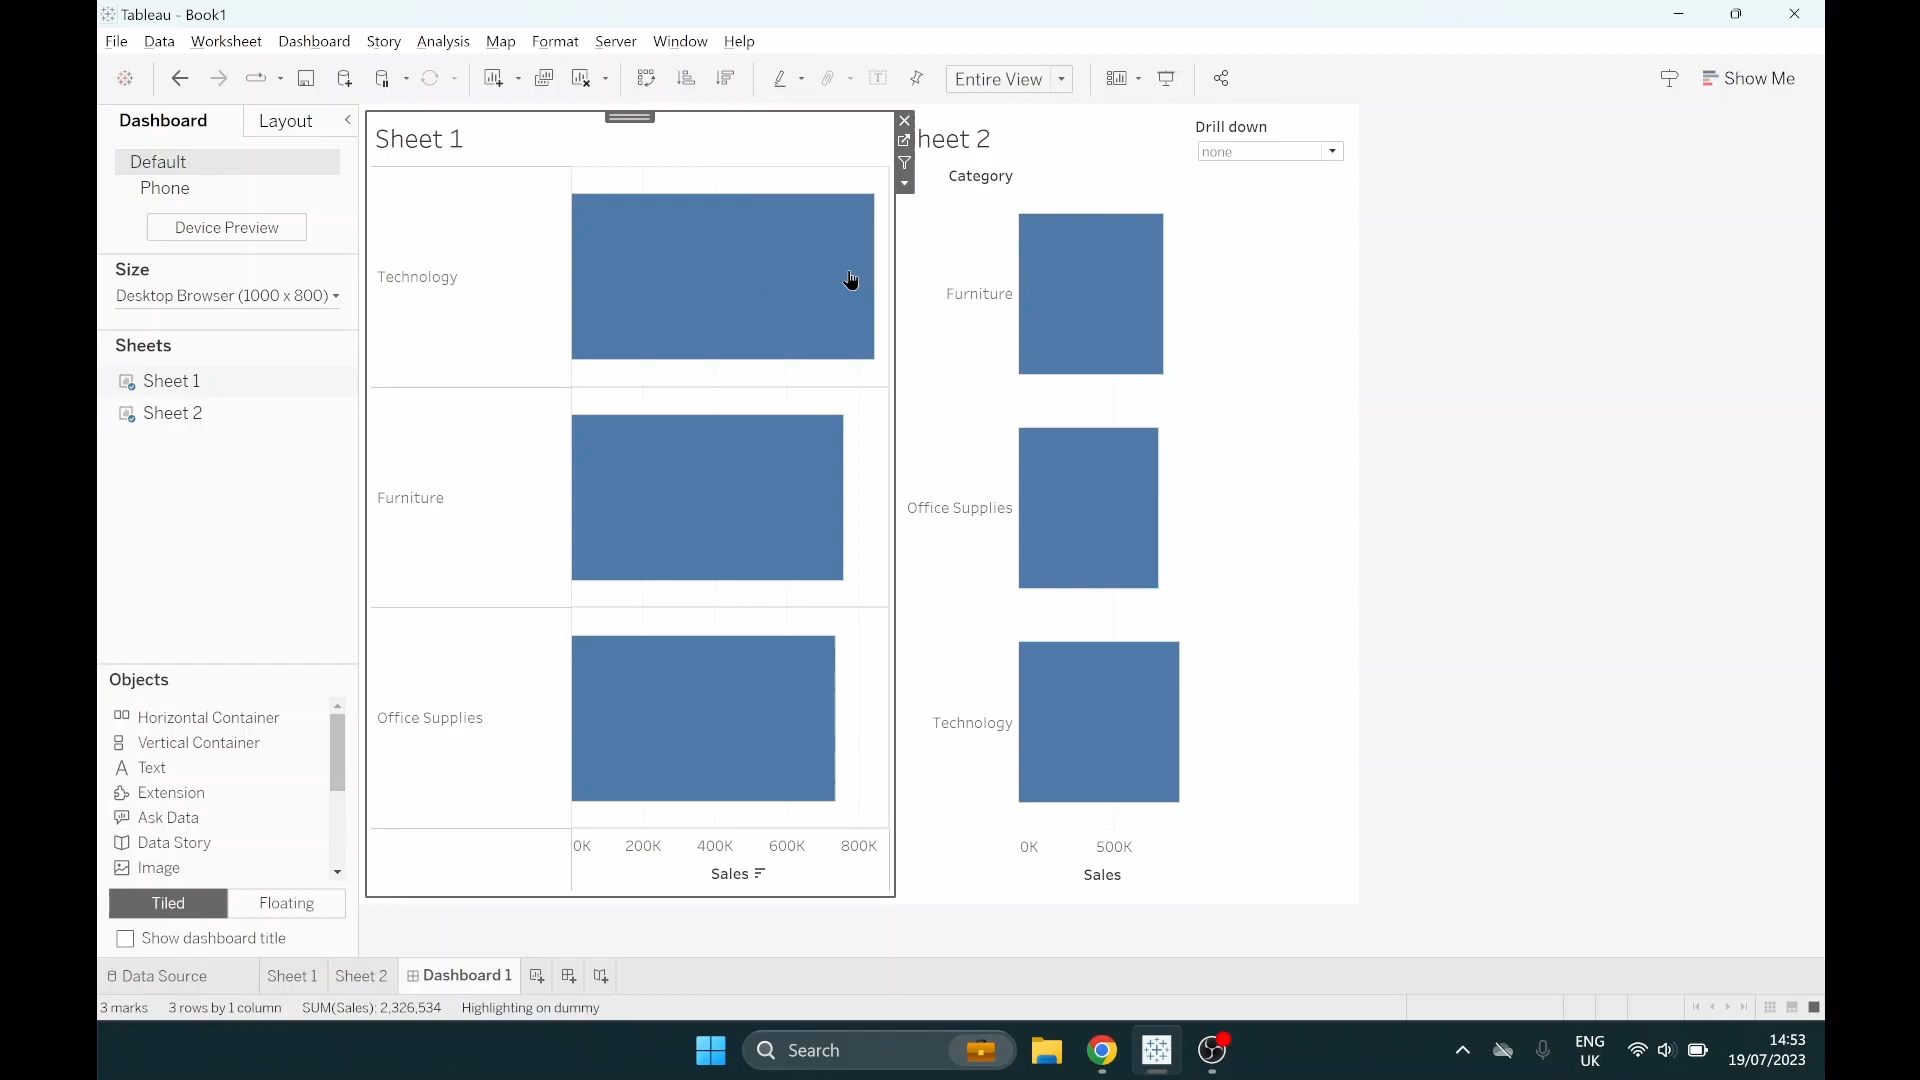 Tableau - Book1
File Data Worksheet Dashboard Story Analysis Map Format Server Window Help
Entire View
Show Me
Dashboard Layout
Default
Phone
Device Preview
Size
Desktop Browser (1000 x 800)
Sheets
Sheet 1
Sheet 2
Objects
Horizontal Container
Vertical Container
Text
Extension
Ask Data
Data Story
Image
Tiled Floating
Show dashboard title
Sheet 1
Technology
Furniture
Office Supplies
0K 200K 400K 600K 800K
Sales
heet 2
Category
Furniture
Office Supplies
Technology
0K 500K
Sales
Drill down
none
Data Source Sheet 1 Sheet 2 Dashboard 1
3 marks 3 rows by 1 column SUM(Sales): 2,326,534 Highlighting on dummy
Search
ENG
UK
14:53
19/07/2023